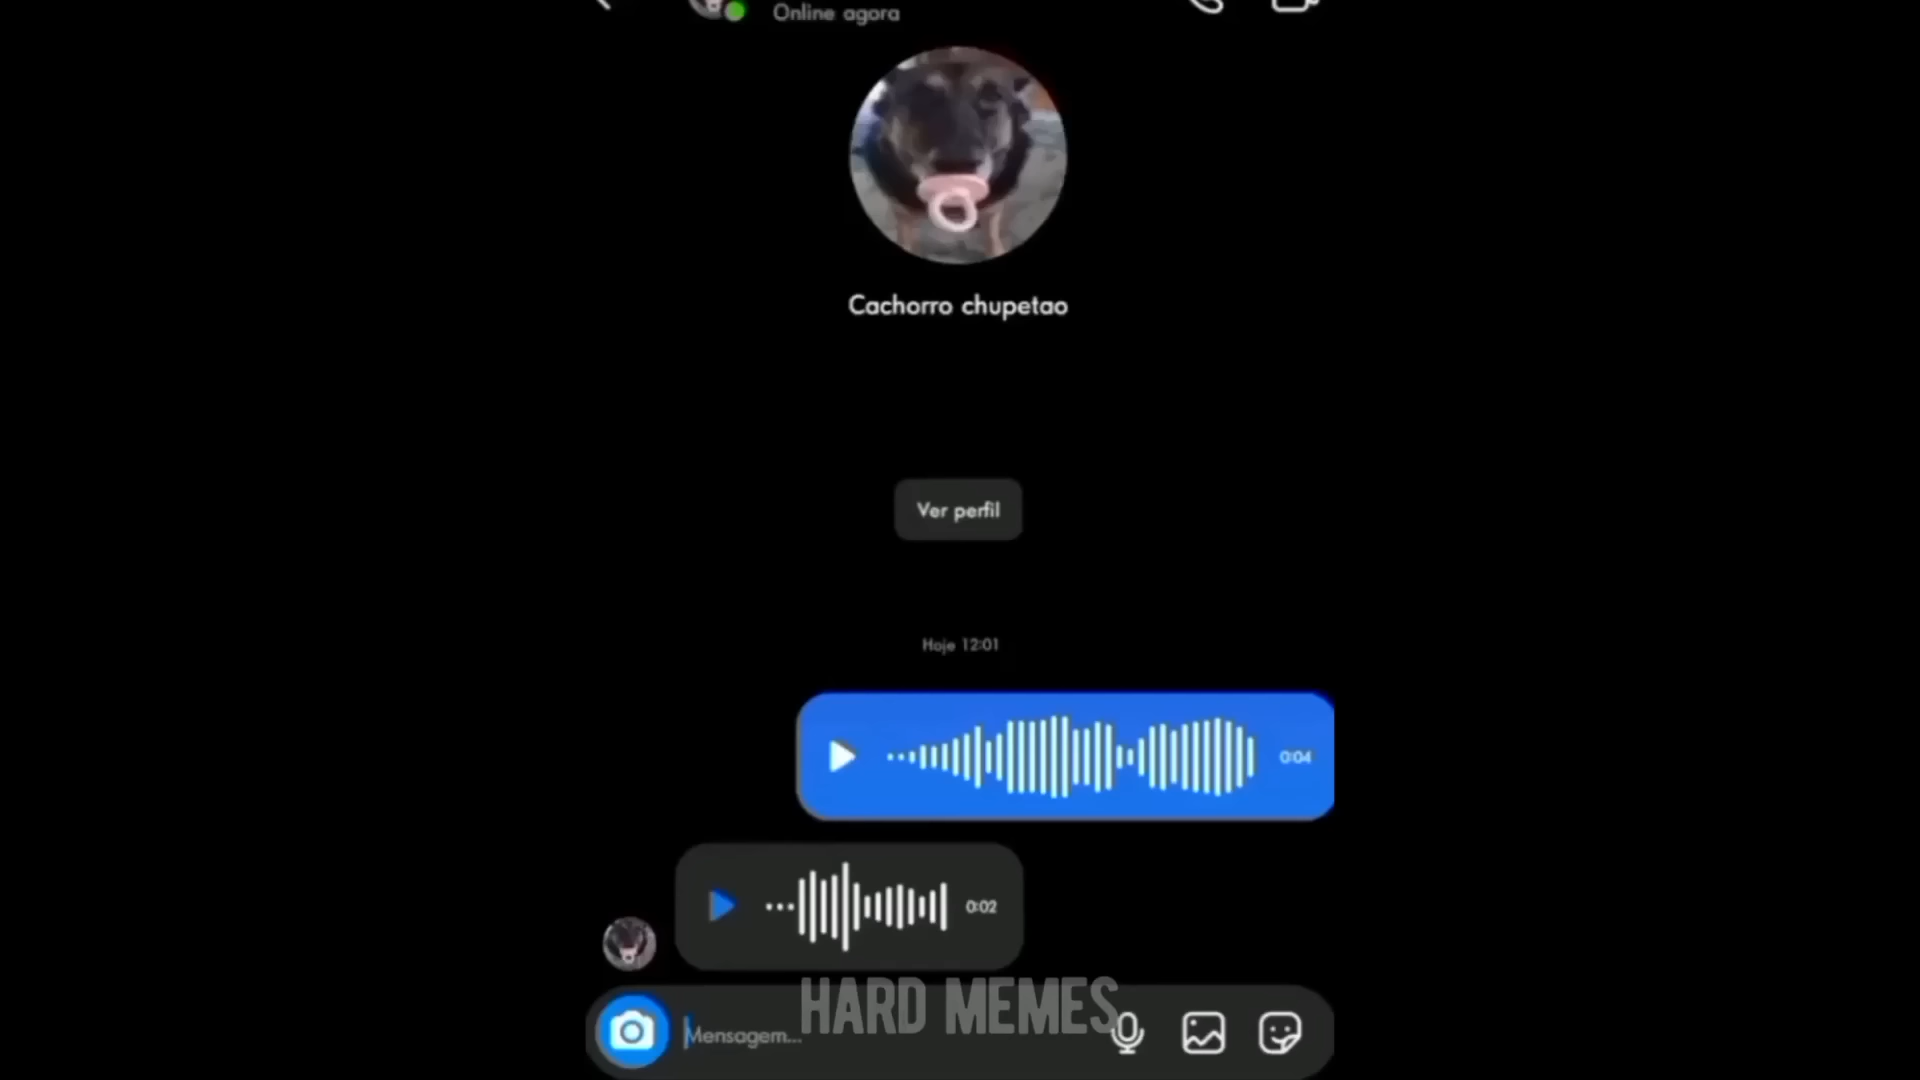 Online agora
Cachorro chupetao
Ver perfil
Hoje 12:01
0:04
0:02
HARD MEMES
Mensagem...